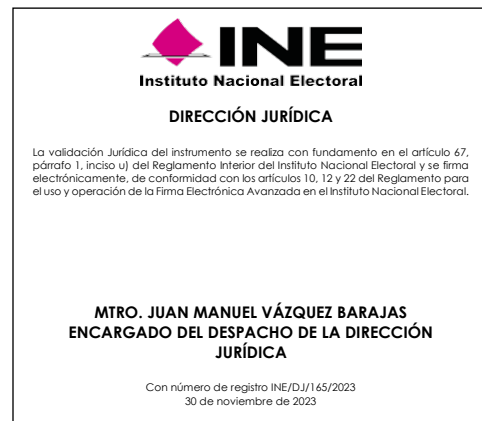 INE
Instituto Nacional Electoral
DIRECCIÓN JURÍDICA
La validación Jurídica del instrumento se realiza con fundamento en el artículo 67,
párrafo 1, inciso u) del Reglamento Interior del Instituto Nacional Electoral y se firma
electrónicamente, de conformidad con los artículos 10, 12 y 22 del Reglamento para
el uso y operación de la Firma Electrónica Avanzada en el Instituto Nacional Electoral.
MTRO. JUAN MANUEL VÁZQUEZ BARAJAS
ENCARGADO DEL DESPACHO DE LA DIRECCIÓN
JURÍDICA
Con número de registro INE/DJ/165/2023
30 de noviembre de 2023